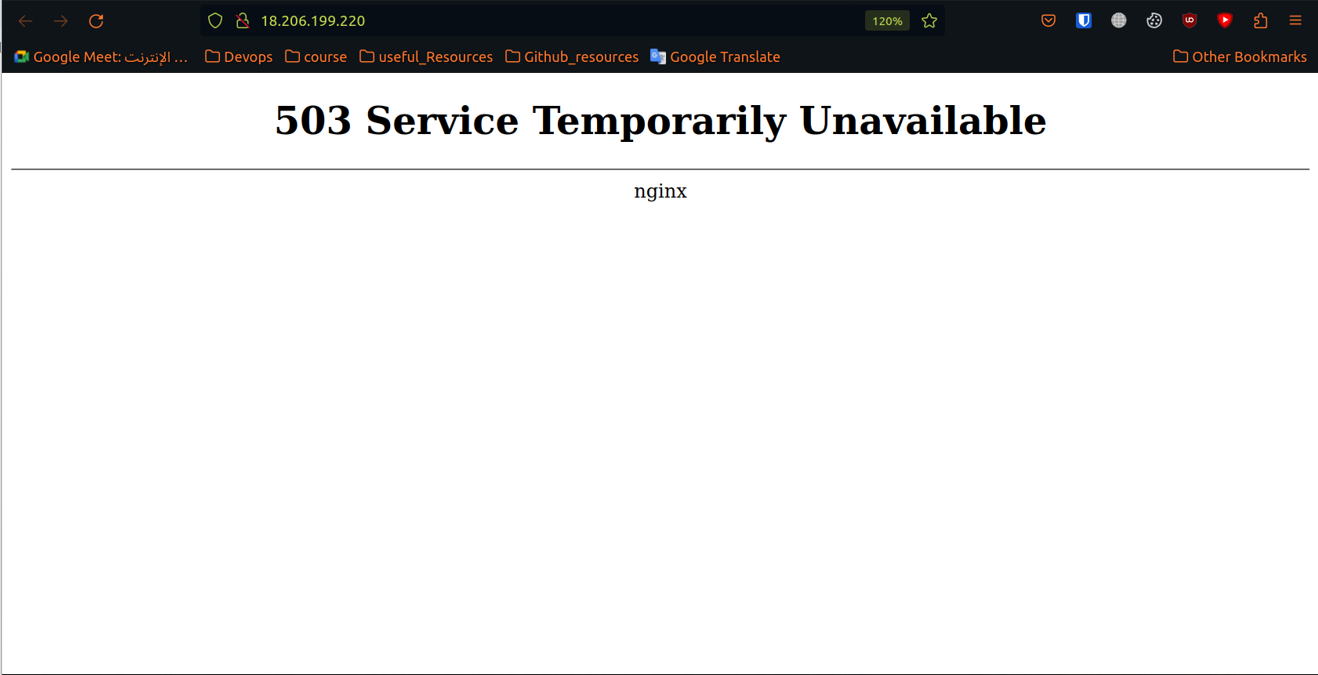 18.206.199.220 120%
Google Meet: الإنترنت ... Devops course useful_Resources Github_resources Google Translate Other Bookmarks
503 Service Temporarily Unavailable
nginx